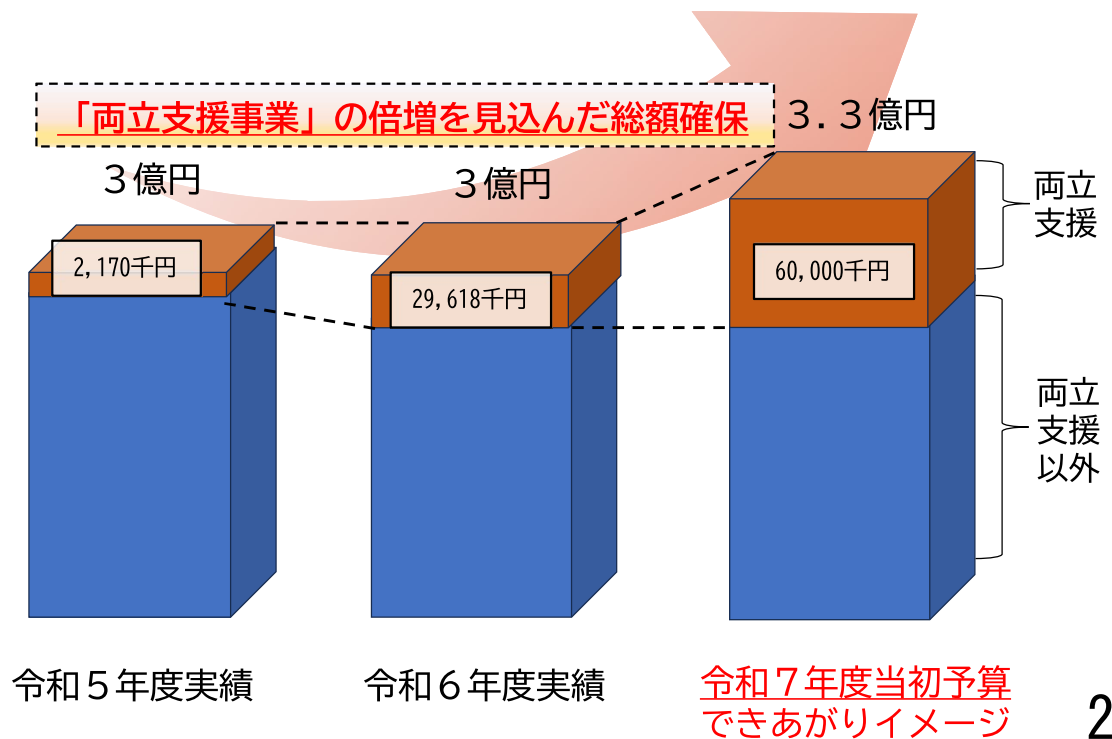 「両立支援事業」の倍増を見込んだ総額確保
３億円
３億円
３．３億円
2,170千円
29,618千円
60,000千円
両立
支援
両立
支援
以外
令和５年度実績
令和６年度実績
令和７年度当初予算
できあがりイメージ
2